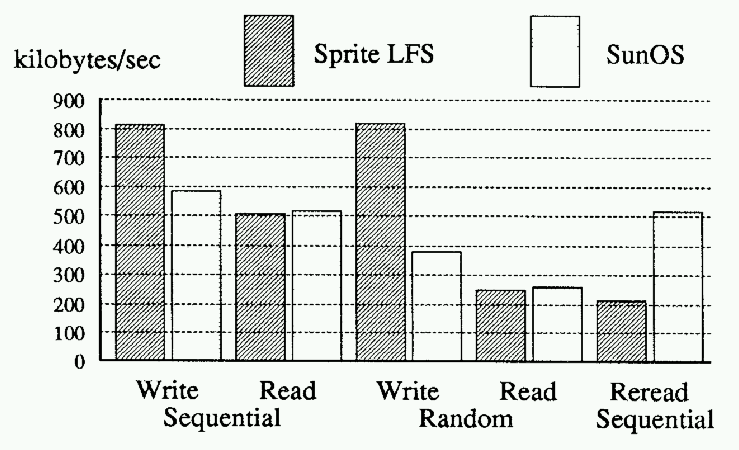 kilobytes/sec
Sprite LFS
SunOS
900
800
700
600
500
400
300
200
100
0
Write Read Write Read Reread
Sequential Random Sequential